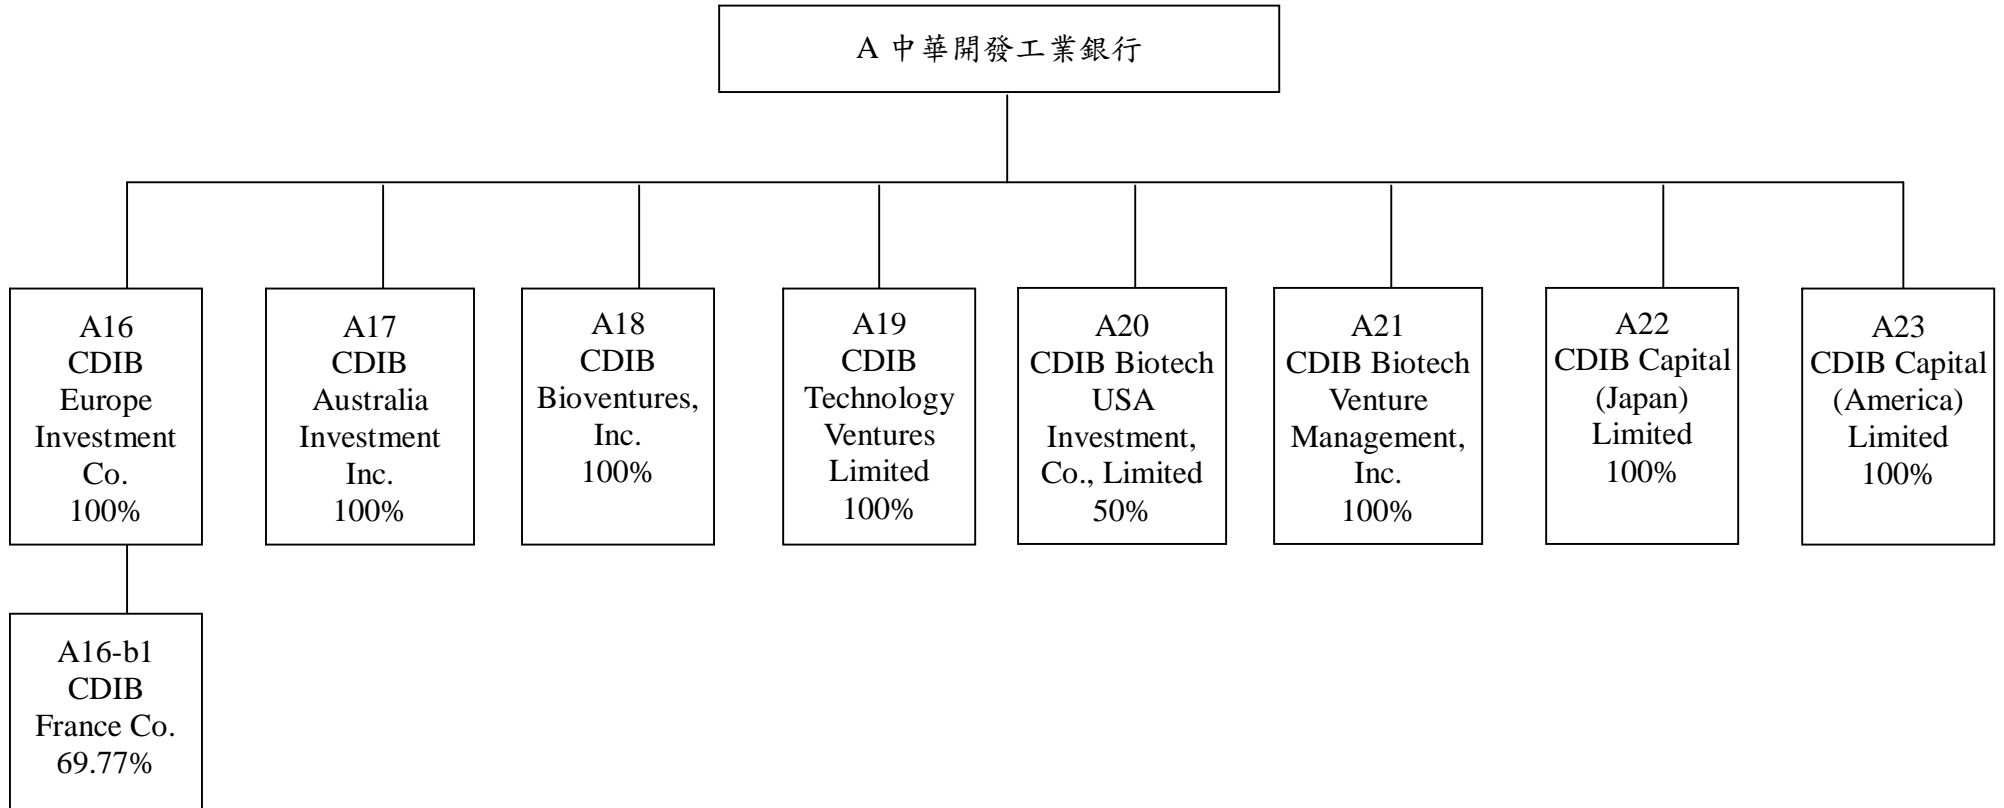 A 中華開發工業銀行
A16
CDIB
Europe
Investment
Co.
100%
A17
CDIB
Australia
Investment
Inc.
100%
A18
CDIB
Bioventures,
Inc.
100%
A19
CDIB
Technology
Ventures
Limited
100%
A20
CDIB Biotech
USA
Investment,
Co., Limited
50%
A21
CDIB Biotech
Venture
Management,
Inc.
100%
A22
CDIB Capital
(Japan)
Limited
100%
A23
CDIB Capital
(America)
Limited
100%
A16-b1
CDIB
France Co.
69.77%